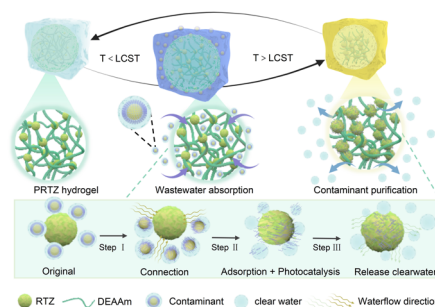 T < LCST
T > LCST
PRTZ hydrogel
Wastewater absorption
Contaminant purification
Step I
Step II
Step III
Original
Connection
Adsorption + Photocatalysis
Release clearwater
RTZ
DEAAm
Contaminant
clear water
Waterflow direction